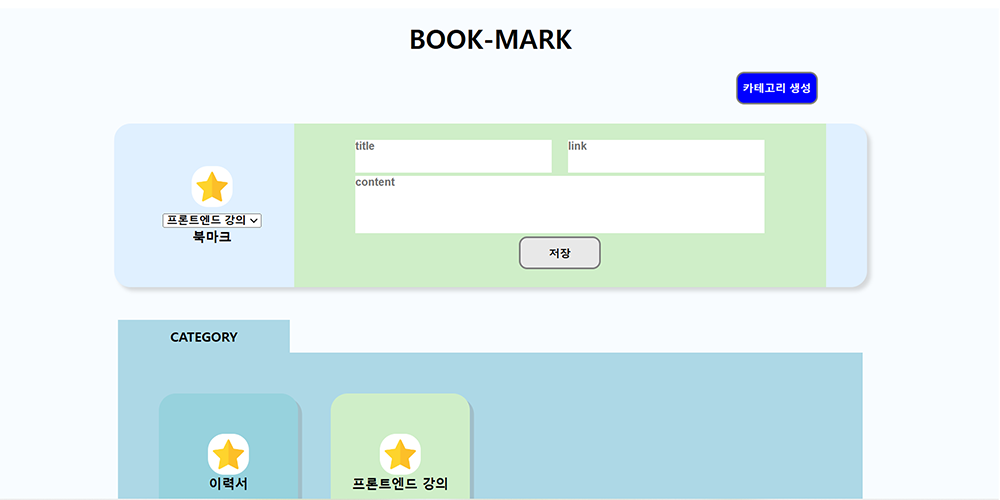 BOOK-MARK
카테고리 생성
title
link
content
프론트엔드 강의
북마크
저장
CATEGORY
이력서
프론트엔드 강의